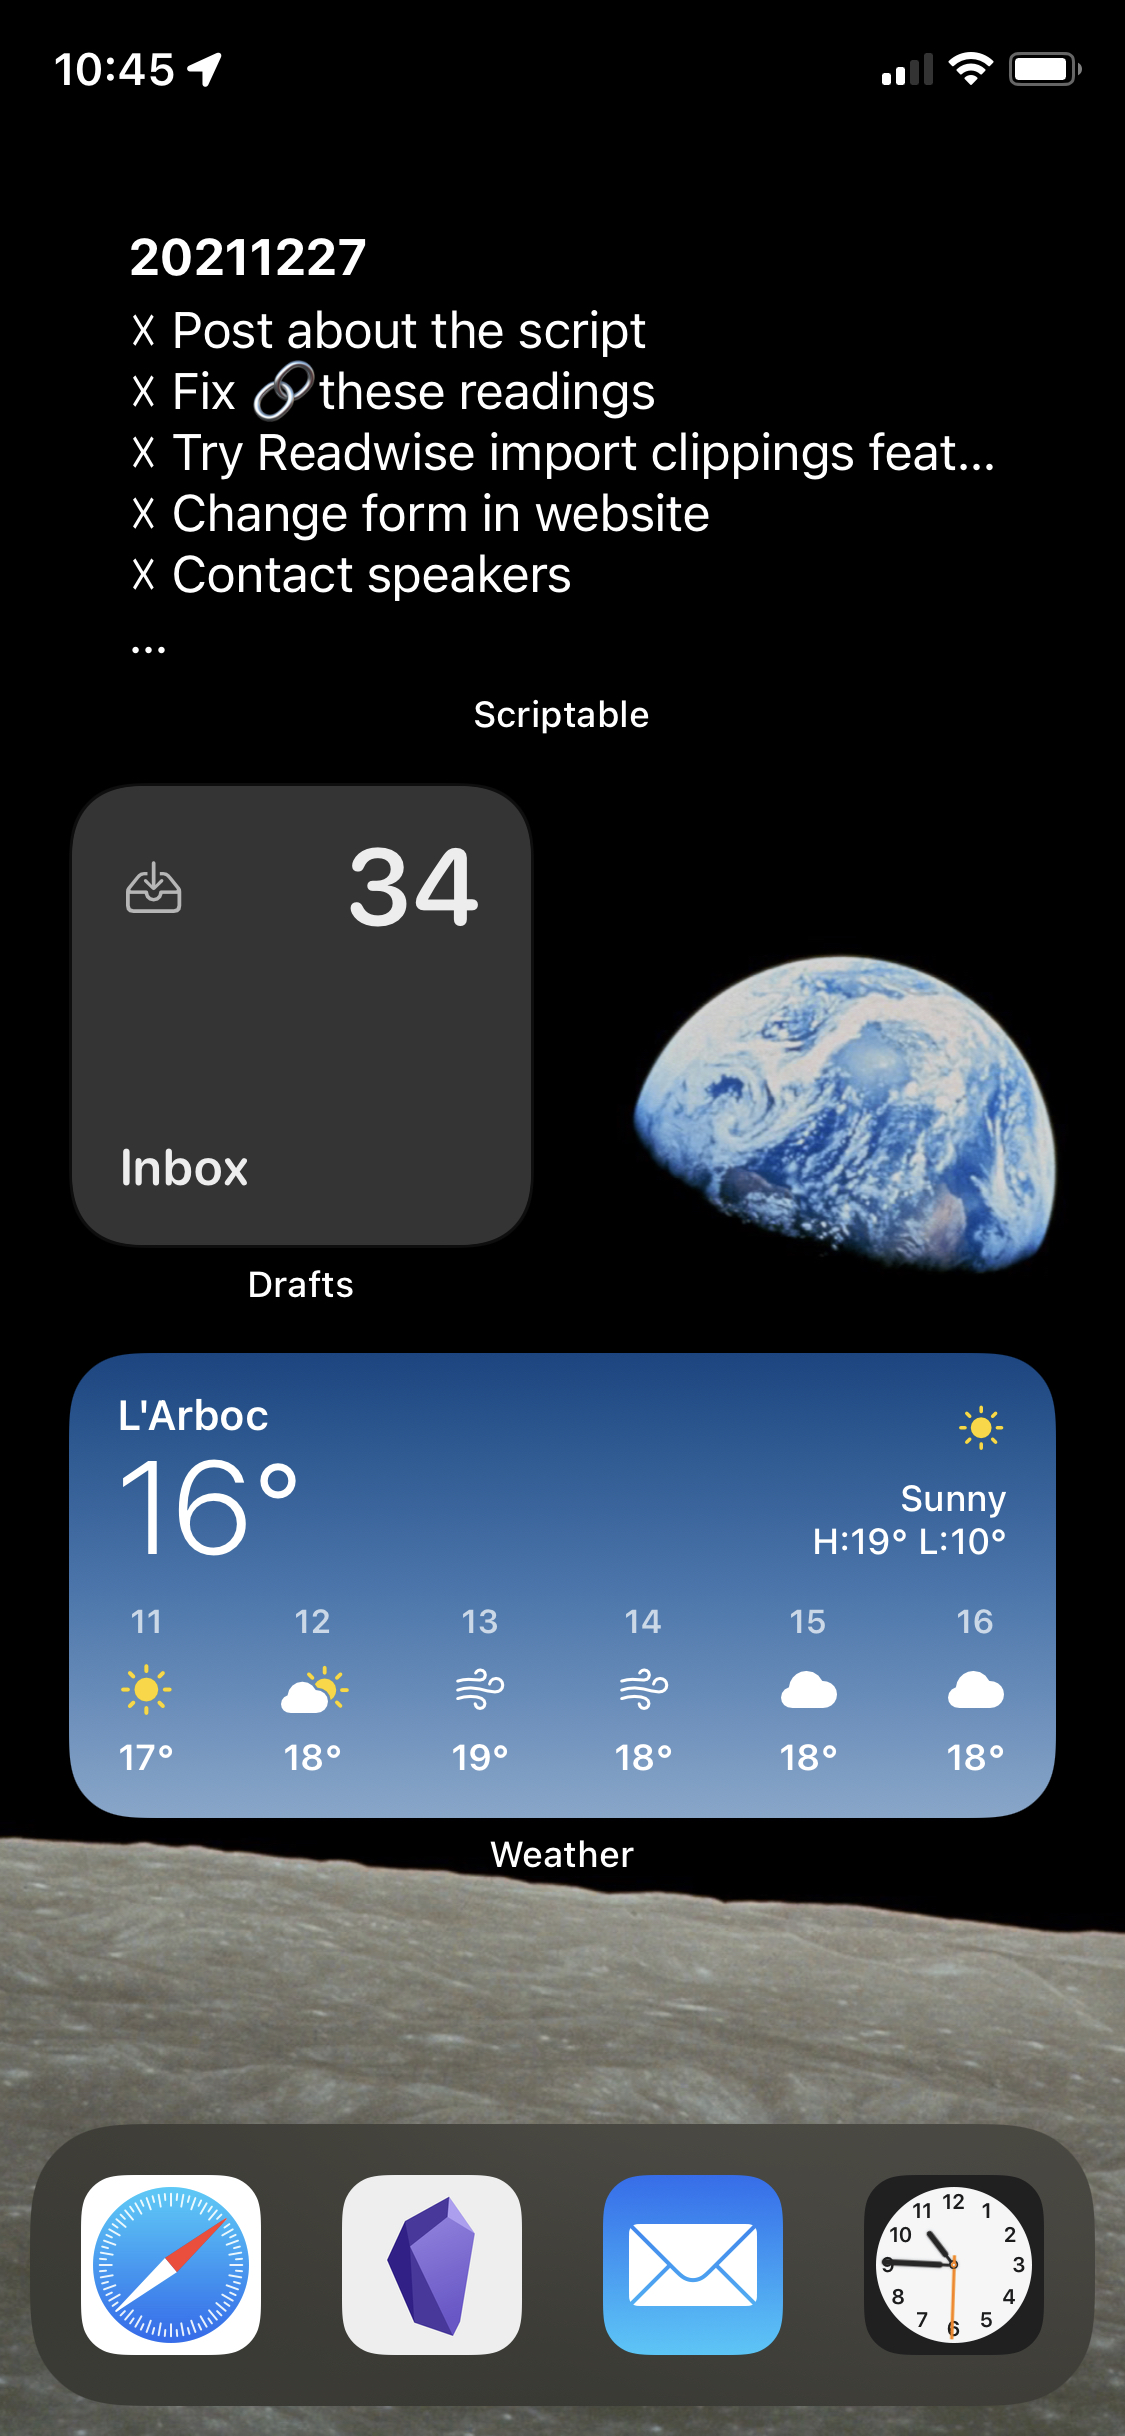 10:45
20211227
☓ Post about the script
☓ Fix 🔗these readings
☓ Try Readwise import clippings feat...
☓ Change form in website
☓ Contact speakers
...
Scriptable
34
Inbox
Drafts
L'Arboc
16°
Sunny
H:19° L:10°
11 12 13 14 15 16
17° 18° 19° 18° 18° 18°
Weather
12 1 2 3 4 5 6 7 8 9 10 11